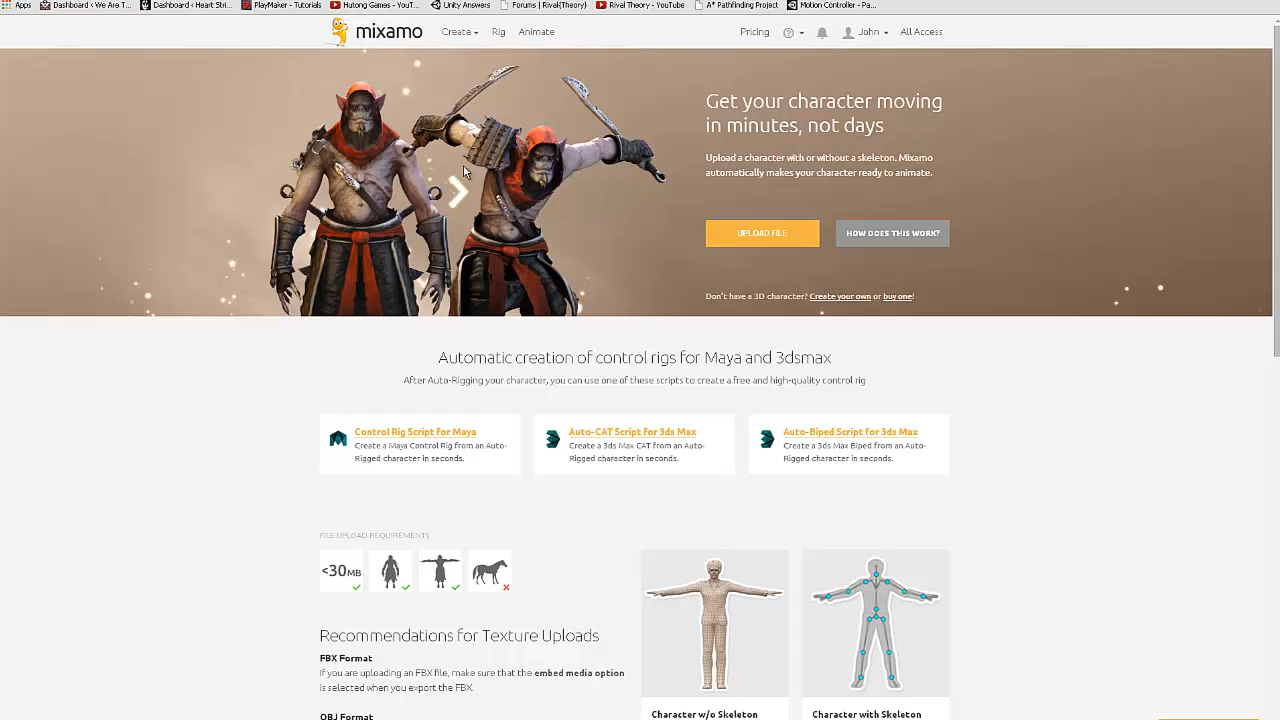 Apps Dashboard ‹ We Are T... Dashboard ‹ Heart Stri... PlayMaker - Tutorials Hutong Games - YouT... Unity Answers Forums | Rival{Theory} Rival Theory - YouTube A* Pathfinding Project Motion Controller - Pa...
mixamo Create Rig Animate Pricing John All Access
Get your character moving
in minutes, not days
Upload a character with or without a skeleton. Mixamo
automatically makes your character ready to animate.
UPLOAD FILE HOW DOES THIS WORK?
Don't have a 3D character? Create your own or buy one!
Automatic creation of control rigs for Maya and 3dsmax
After Auto-Rigging your character, you can use one of these scripts to create a free and high-quality control rig
Control Rig Script for Maya
Create a Maya Control Rig from an Auto-
Rigged character in seconds.
Auto-CAT Script for 3ds Max
Create a 3ds Max CAT from an Auto-
Rigged character in seconds.
Auto-Biped Script for 3ds Max
Create a 3ds Max Biped from an Auto-
Rigged character in seconds.
FILE UPLOAD REQUIREMENTS
<30MB
Recommendations for Texture Uploads
FBX Format
If you are uploading an FBX file, make sure that the embed media option
is selected when you export the FBX.
OBJ Format
Character w/o Skeleton
Character with Skeleton